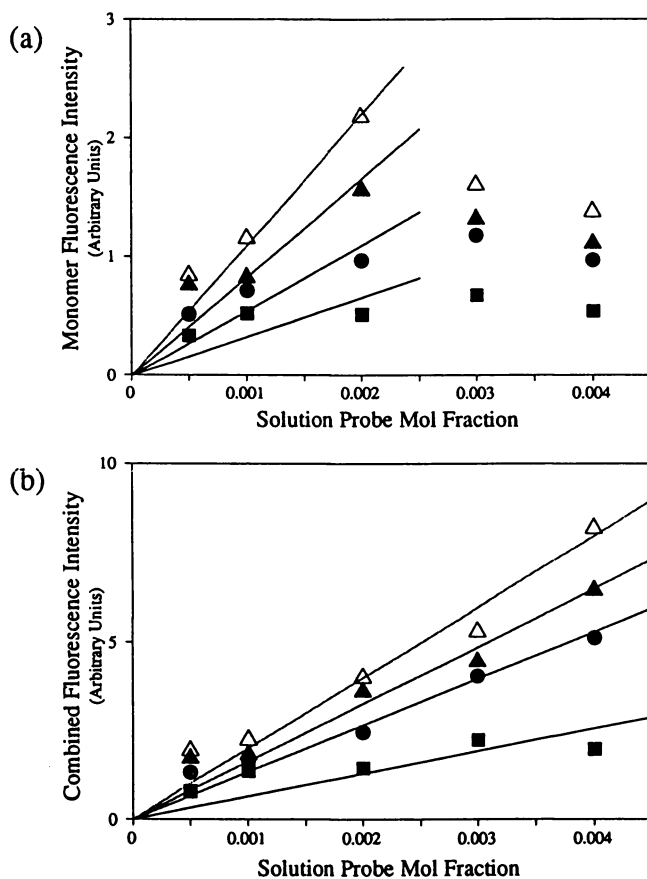 (a)
3
2
1
0
Monomer Fluorescence Intensity
(Arbitrary Units)
0
0.001
0.002
0.003
0.004
Solution Probe Mol Fraction
(b)
10
5
0
Combined Fluorescence Intensity
(Arbitrary Units)
0
0.001
0.002
0.003
0.004
Solution Probe Mol Fraction